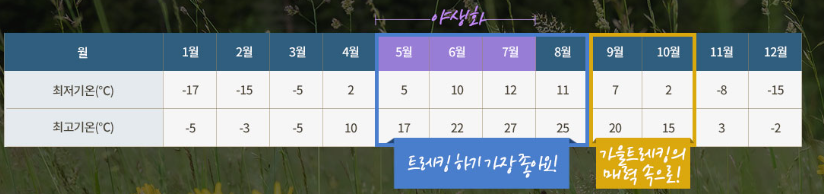 야생화
월 1월 2월 3월 4월 5월 6월 7월 8월 9월 10월 11월 12월
최저기온(°C) -17 -15 -5 2 5 10 12 11 7 2 -8 -15
최고기온(°C) -5 -3 -5 10 17 22 27 25 20 15 3 -2
트레킹 하기 가장 좋아요!
가을트레킹의
매력 속으로!